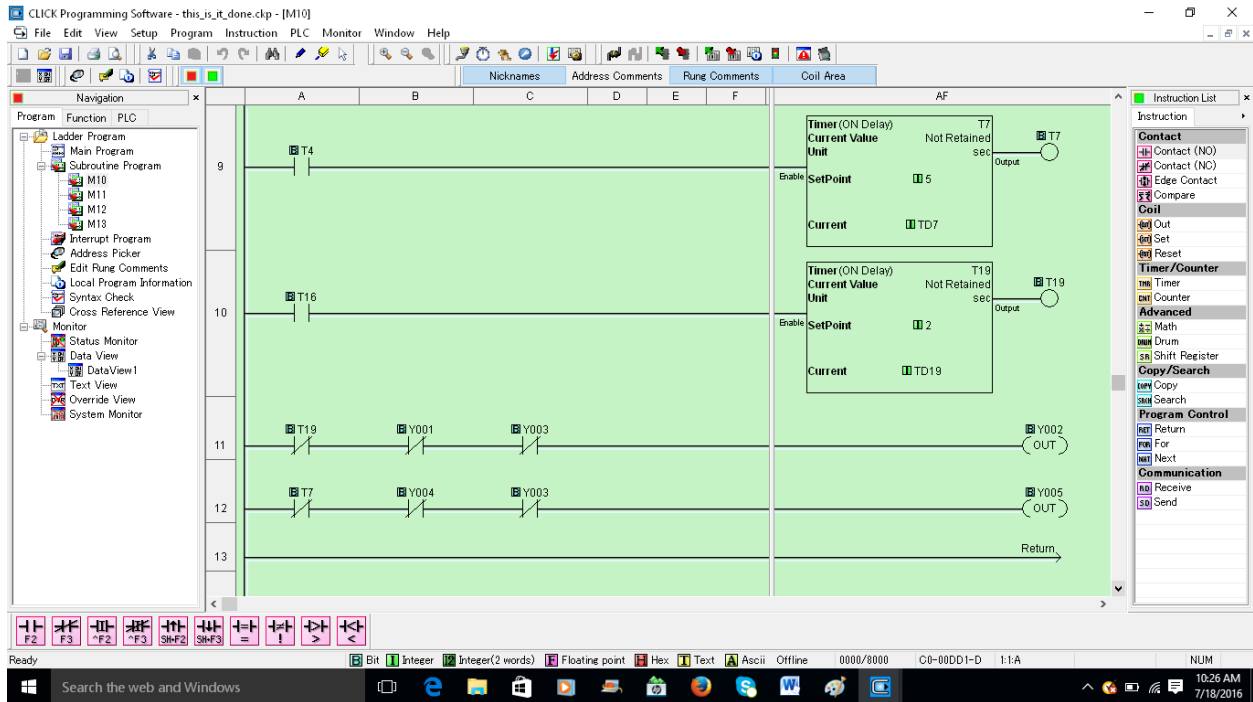 CLICK Programming Software - this_is_it_done.ckp - [M10]
File Edit View Setup Program Instruction PLC Monitor Window Help
Nicknames Address Comments Rung Comments Coil Area
Navigation
Program Function PLC
Ladder Program
Main Program
Subroutine Program
M10
M11
M12
M13
Interrupt Program
Address Picker
Edit Rung Comments
Local Program Information
Syntax Check
Cross Reference View
Monitor
Status Monitor
Data View
DataView1
Text View
Override View
System Monitor
A B C D E F AF
9
T4
Timer (ON Delay) T7
Current Value Not Retained
Unit sec
Enable SetPoint 5
Current TD7
Output
T7
10
T16
Timer (ON Delay) T19
Current Value Not Retained
Unit sec
Enable SetPoint 2
Current TD19
Output
T19
11
T19 Y001 Y003 Y002
OUT
12
T7 Y004 Y003 Y005
OUT
13
Return
Instruction List
Instruction
Contact
Contact (NO)
Contact (NC)
Edge Contact
Compare
Coil
Out
Set
Reset
Timer/Counter
Timer
Counter
Advanced
Math
Drum
Shift Register
Copy/Search
Copy
Search
Program Control
Return
For
Next
Communication
Receive
Send
F2 F3 ^F2 ^F3 SH+F2 SH+F3 = ! > <
Ready
B Bit I Integer I2 Integer(2 words) F Floating point H Hex T Text A Ascii Offline 0000/8000 C0-00DD1-D 1:1:A NUM
Search the web and Windows
10:26 AM
7/18/2016